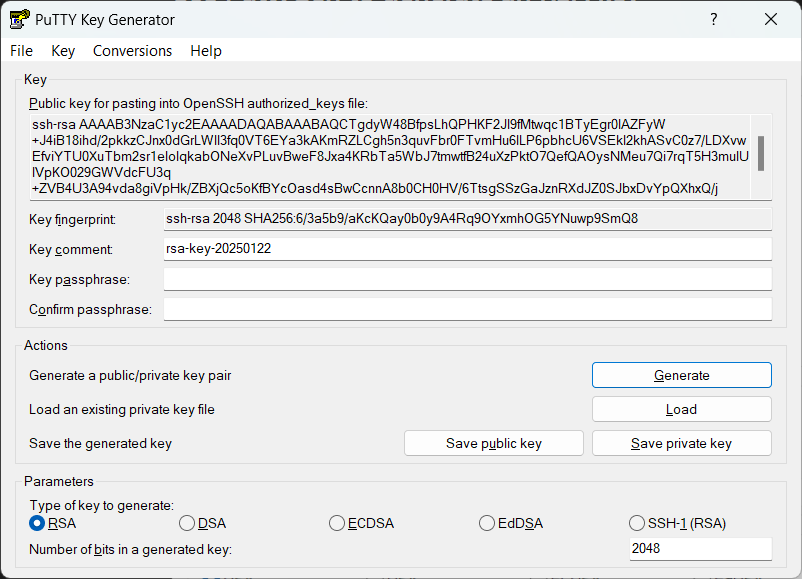 PuTTY Key Generator
?
File Key Conversions Help
Key
Public key for pasting into OpenSSH authorized_keys file:
ssh-rsa AAAAB3NzaC1yc2EAAAADAQABAAABAQCTgdyW48BfpsLhQPHKF2Jl9fMtwqc1BTyEgr0lAZFyW
+J4iB18ihd/2pkkzCJnx0dGrLWIl3fq0VT6EYa3kAKmRZLCgh5n3quvFbr0FTvmHu6lLP6pbhcU6VSEkl2khASvC0z7/LDXvw
EfviYTU0XuTbm2sr1eIolqkabONeXvPLuvBweF8Jxa4KRbTa5WbJ7tmwtfB24uXzPktO7QefQAOysNMeu7Qi7rqT5H3mulU
lVpKO029GWVdcFU3q
+ZVB4U3A94vda8giVpHk/ZBXjQc5oKfBYcOasd4sBwCcnnA8b0CH0HV/6TtsgSSzGaJznRXdJZ0SJbxDvYpQXhxQ/j
Key fingerprint: ssh-rsa 2048 SHA256:6/3a5b9/aKcKQay0b0y9A4Rq9OYxmhOG5YNuwp9SmQ8
Key comment: rsa-key-20250122
Key passphrase:
Confirm passphrase:
Actions
Generate a public/private key pair Generate
Load an existing private key file Load
Save the generated key Save public key Save private key
Parameters
Type of key to generate:
RSA DSA ECDSA EdDSA SSH-1 (RSA)
Number of bits in a generated key: 2048